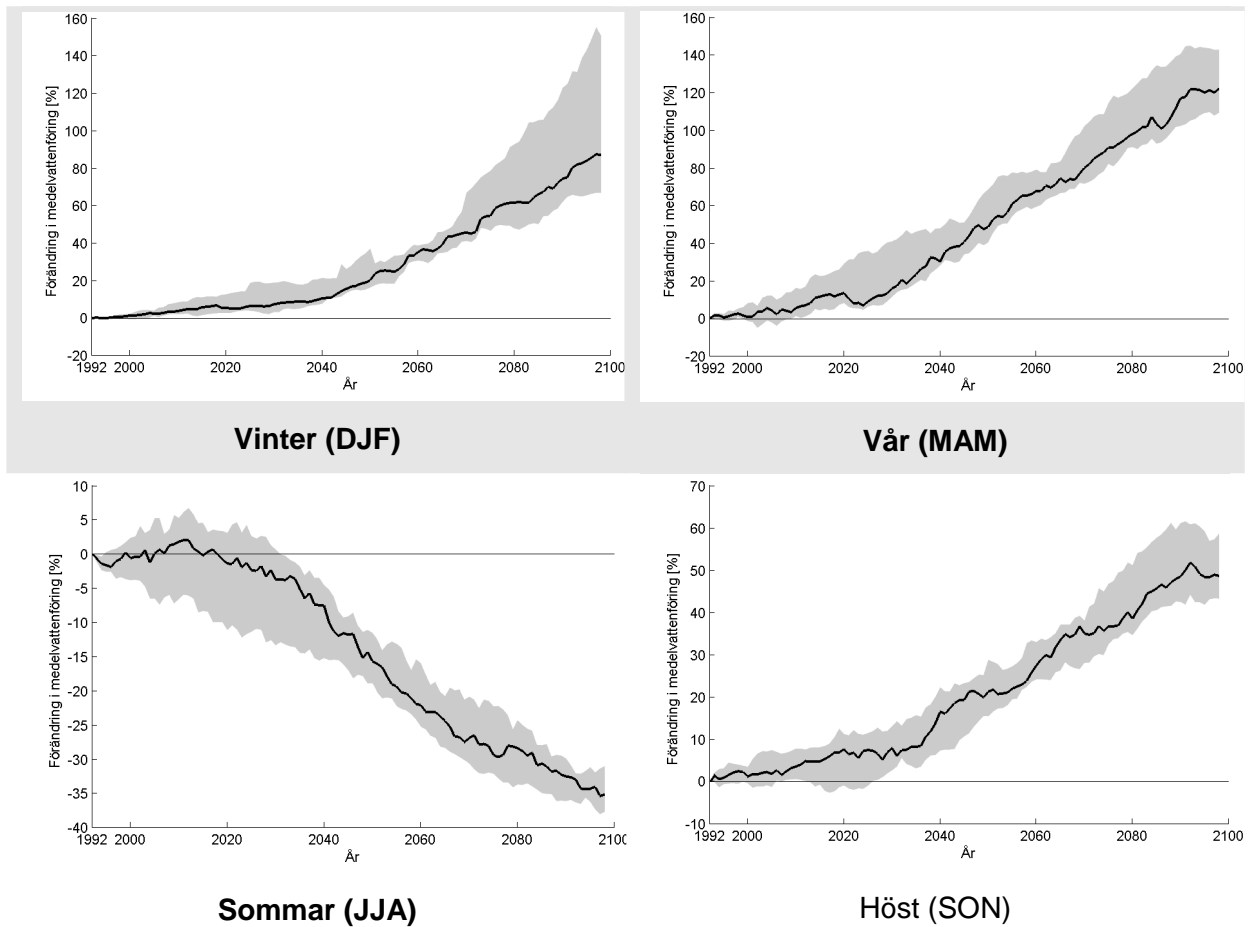 160
140
120
100
80
60
40
20
0
-20
Förändring i medelvattenföring [%]
1992 2000 2020 2040 2060 2080 2100
År
Vinter (DJF)
160
140
120
100
80
60
40
20
0
-20
Förändring i medelvattenföring [%]
1992 2000 2020 2040 2060 2080 2100
År
Vår (MAM)
10
5
0
-5
-10
-15
-20
-25
-30
-35
-40
Förändring i medelvattenföring [%]
1992 2000 2020 2040 2060 2080 2100
År
Sommar (JJA)
70
60
50
40
30
20
10
0
-10
Förändring i medelvattenföring [%]
1992 2000 2020 2040 2060 2080 2100
År
Höst (SON)